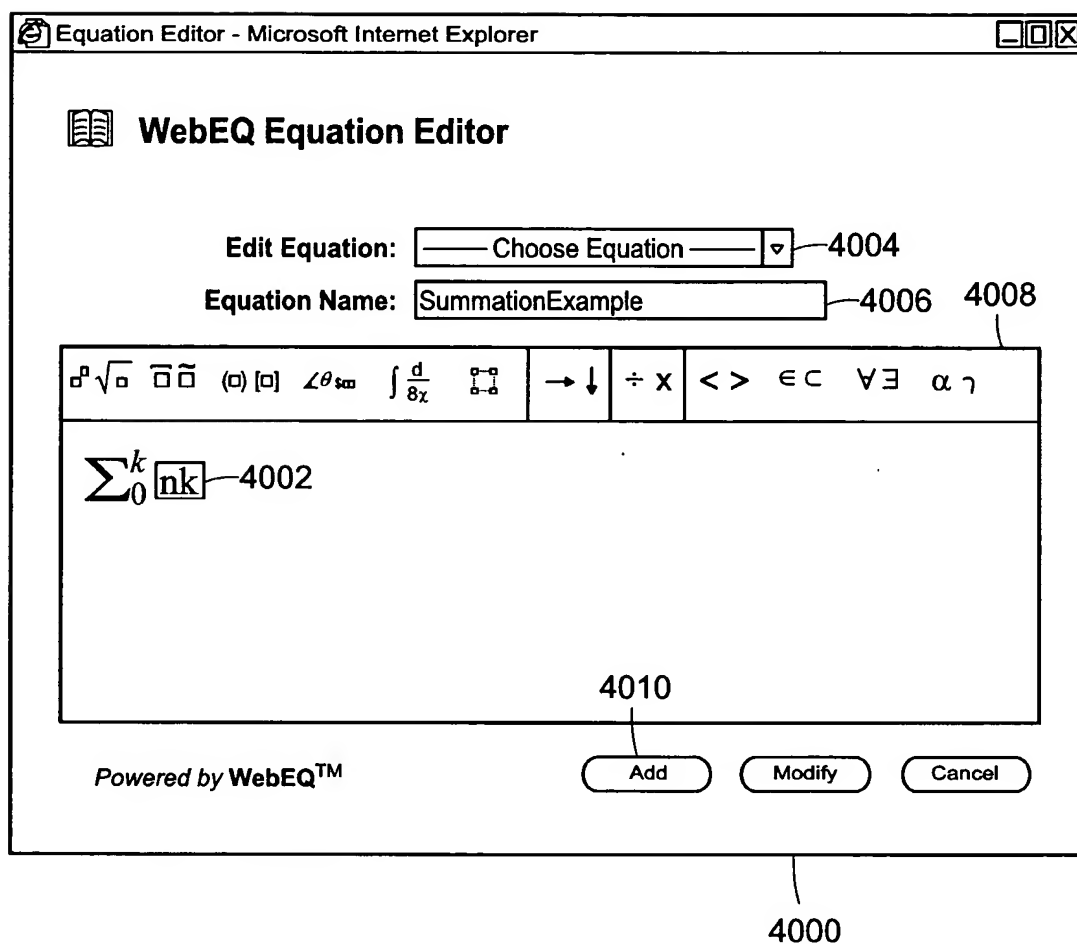 Equation Editor - Microsoft Internet Explorer
WebEQ Equation Editor
Edit Equation: —— Choose Equation —— 4004
Equation Name: SummationExample 4006 4008
√ ( ) [ ] ∠θ ∫ d/8χ → ↓ ÷ x < > ∈ ⊂ ∀ ∃ α
∑₀ᵏ nk 4002
4010
Powered by WebEQ™ Add Modify Cancel
4000